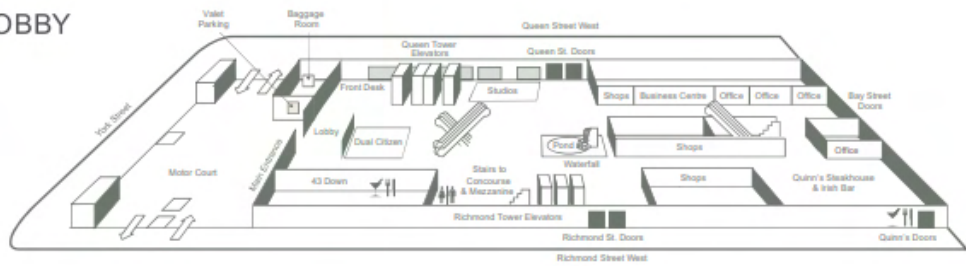 OBBY
Valet
Parking
Baggage
Room
Queen Street West
Queen Tower
Elevators
Queen St. Doors
Front Desk
Studios
Shops
Business Centre
Office
Office
Office
Bay Street
Doors
York Street
Lobby
Dual Citizen
Pond
Waterfall
Shops
Office
Main Entrance
Motor Court
43 Down
Stairs to
Concourse
& Mezzanine
Shops
Quinn's Steakhouse
& Irish Bar
Richmond Tower Elevators
Richmond St. Doors
Quinn's Doors
Richmond Street West